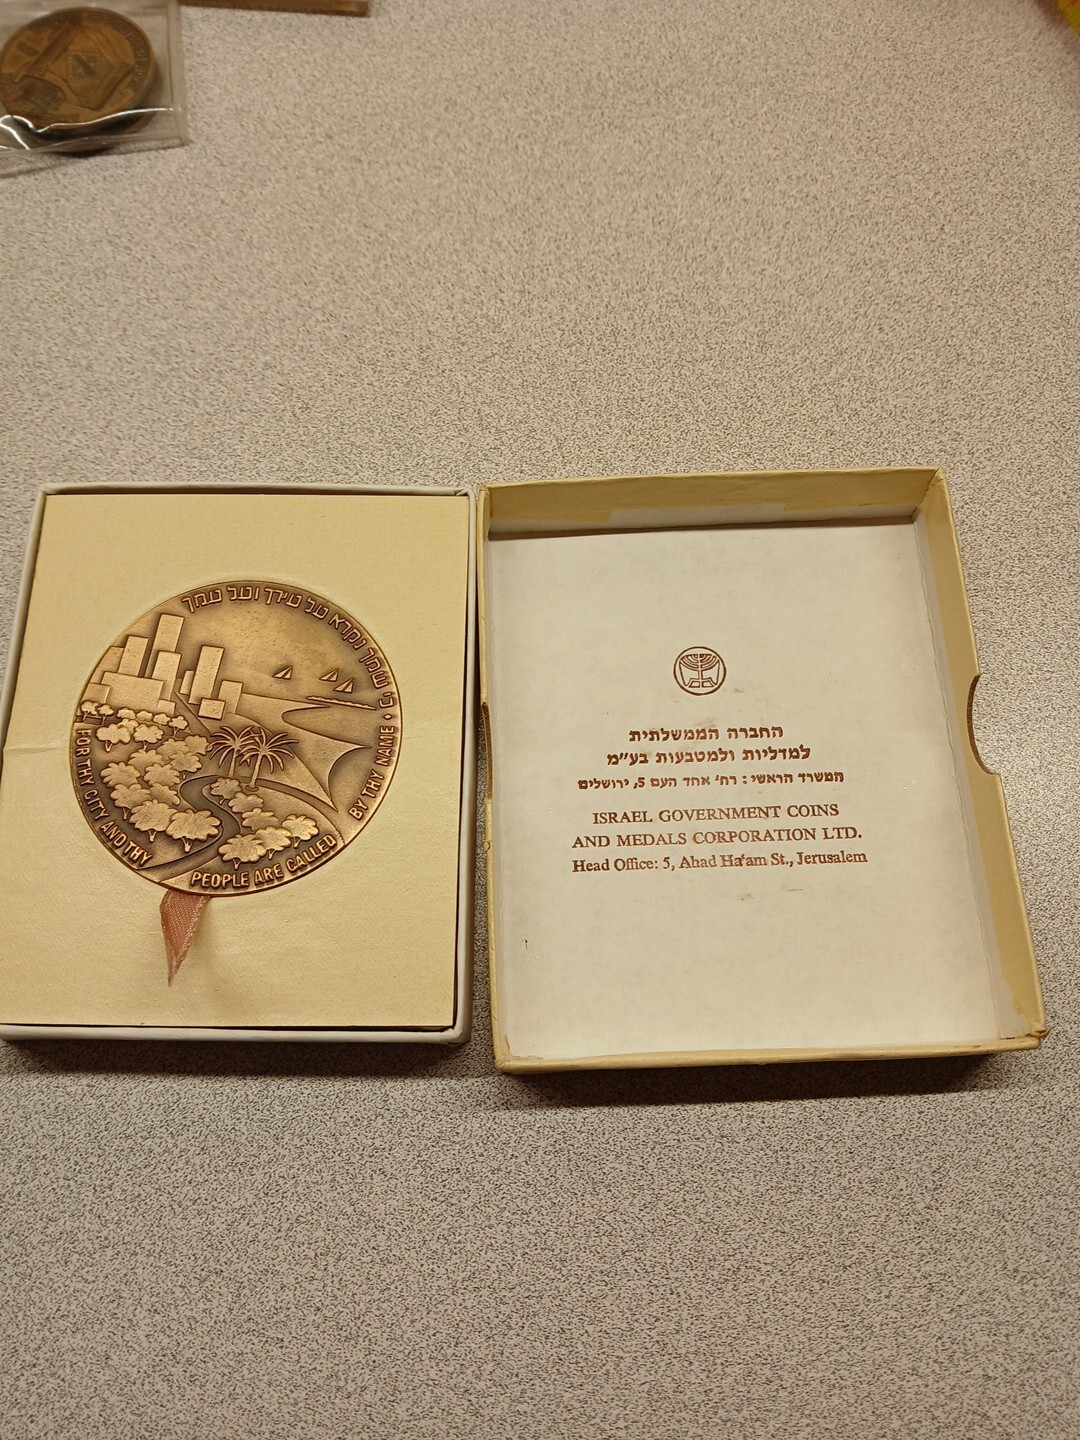 כי שמך נקרא על עירך ועל עמך
FOR THY CITY AND THY
PEOPLE ARE CALLED
BY THY NAME •
החברה הממשלתית
למדליות ולמטבעות בע״מ
המשרד הראשי: רח׳ אחד העם 5, ירושלים
ISRAEL GOVERNMENT COINS
AND MEDALS CORPORATION LTD.
Head Office: 5, Ahad Ha'am St., Jerusalem